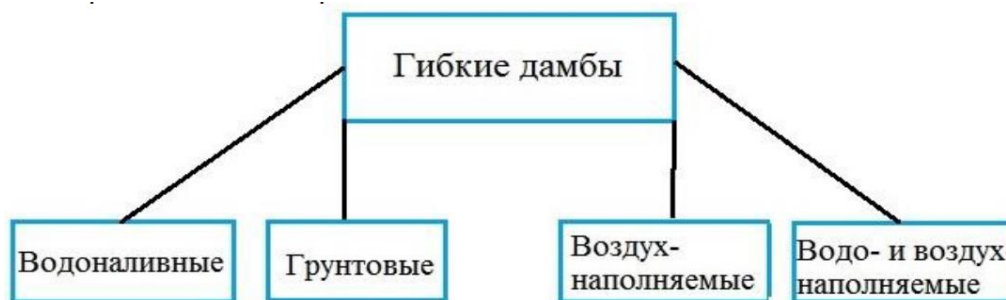 Гибкие дамбы
Водоналивные
Грунтовые
Воздух-
наполняемые
Водо- и воздух
наполняемые